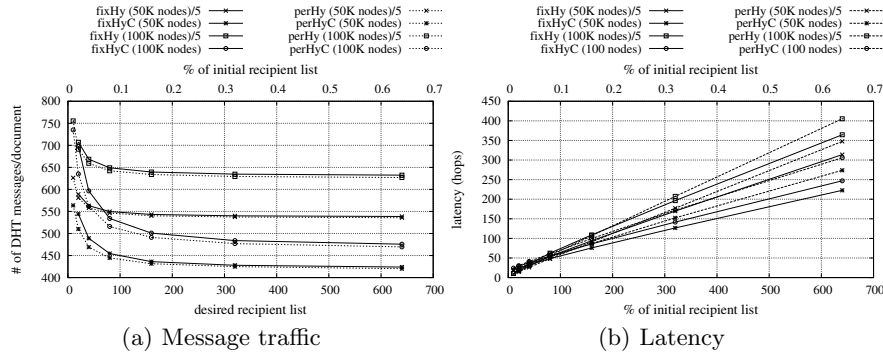 fixHy (50K nodes)/5 perHy (50K nodes)/5
fixHyC (50K nodes) perHyC (50K nodes)
fixHy (100K nodes)/5 perHy (100K nodes)/5
fixHyC (100K nodes) perHyC (100K nodes)
% of initial recipient list
0 0.1 0.2 0.3 0.4 0.5 0.6 0.7
800
750
700
650
600
550
500
450
400
# of DHT messages/document
0 100 200 300 400 500 600 700
desired recipient list
(a) Message traffic
fixHy (50K nodes)/5 perHy (50K nodes)/5
fixHyC (50K nodes) perHyC (50K nodes)
fixHy (100K nodes)/5 perHy (100K nodes)/5
fixHyC (100 nodes) perHyC (100 nodes)
% of initial recipient list
0 0.1 0.2 0.3 0.4 0.5 0.6 0.7
450
400
350
300
250
200
150
100
50
0
latency (hops)
0 100 200 300 400 500 600 700
% of initial recipient list
(b) Latency